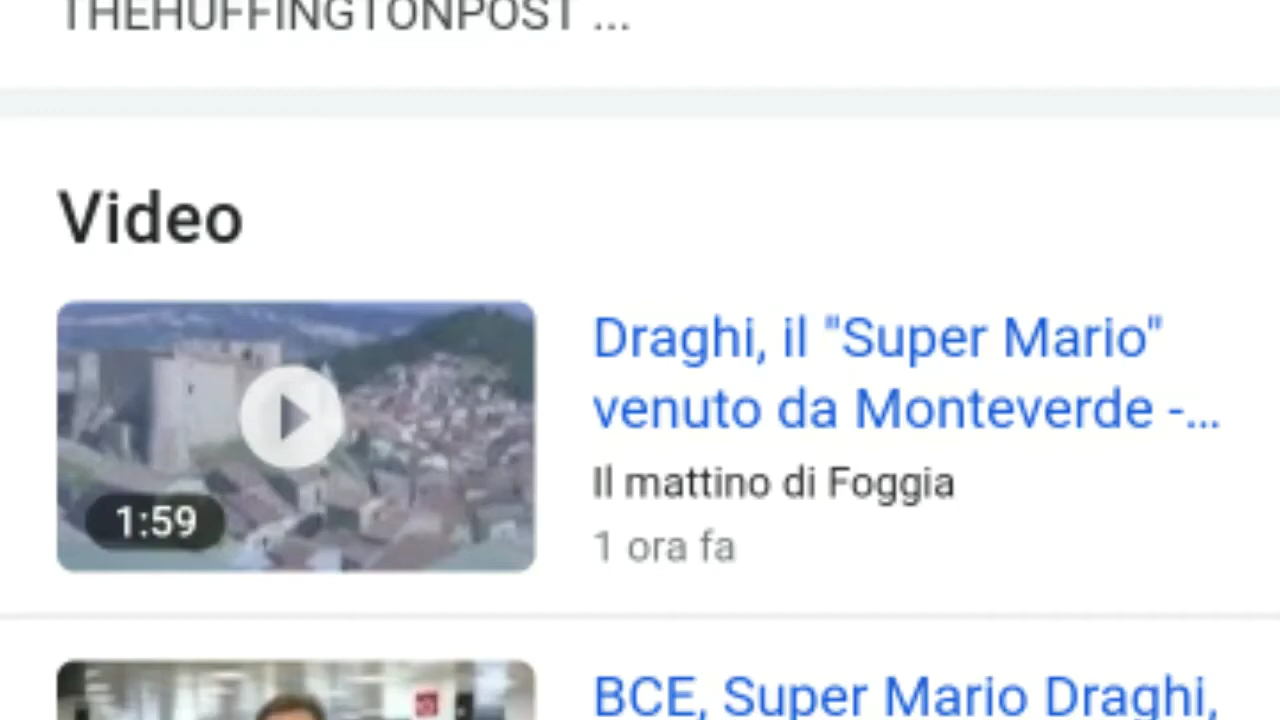 THEHUFFINGTONPOST ...
Video
1:59
Draghi, il "Super Mario"
venuto da Monteverde -...
Il mattino di Foggia
1 ora fa
BCE, Super Mario Draghi,